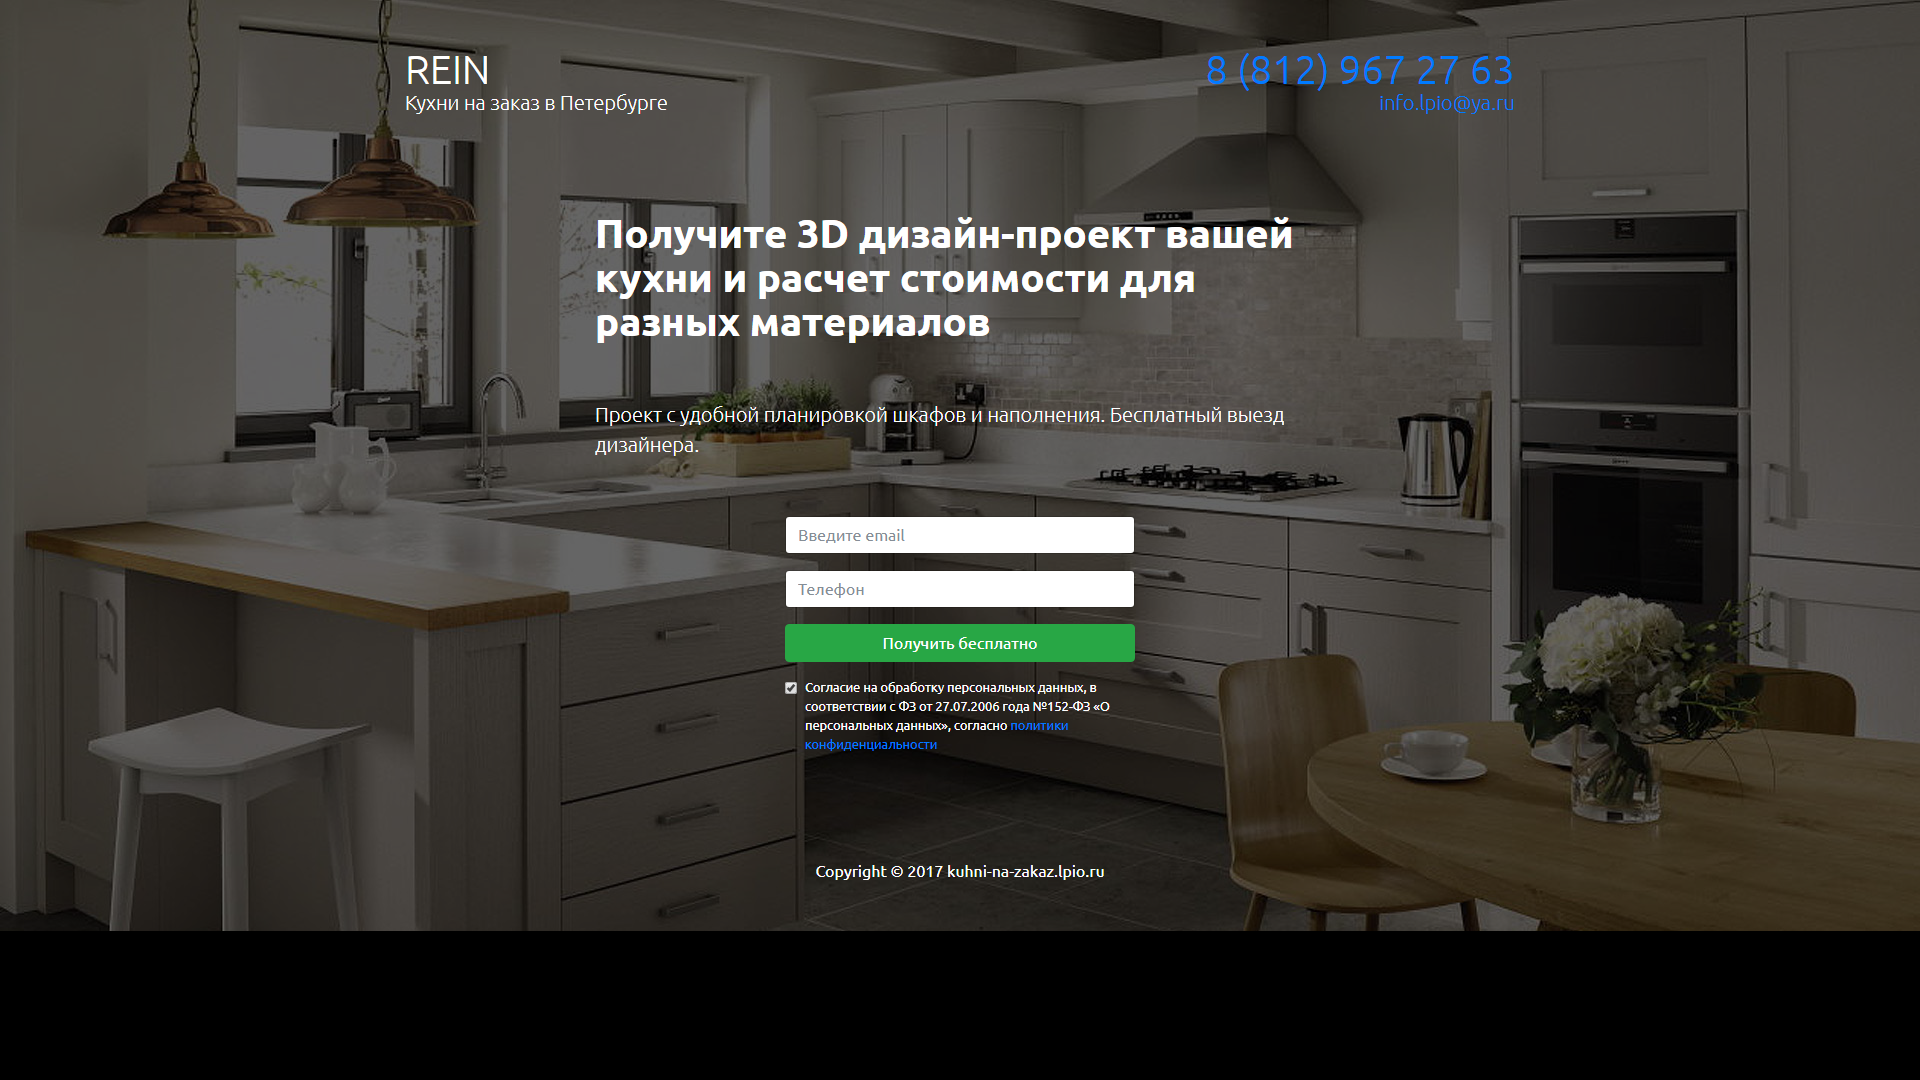 REIN
8 (812) 967 27 63
Кухни на заказ в Петербурге
info.lpio@ya.ru
Получите 3D дизайн-проект вашей
кухни и расчет стоимости для
разных материалов
Проект с удобной планировкой шкафов и наполнения. Бесплатный выезд
дизайнера.
Введите email
Телефон
Получить бесплатно
Согласие на обработку персональных данных, в
соответствии с ФЗ от 27.07.2006 года №152-ФЗ «О
персональных данных», согласно политики
конфиденциальности
Copyright © 2017 kuhni-na-zakaz.lpio.ru